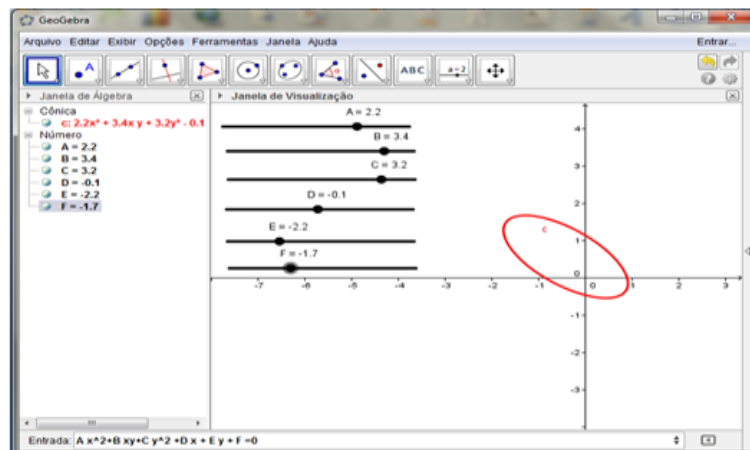 GeoGebra
Arquivo Editar Exibir Opções Ferramentas Janela Ajuda
Entrar...
ABC
a=2
Janela de Álgebra
Janela de Visualização
Cônica
c: 2.2x² + 3.4x y + 3.2y² - 0.1
Número
A = 2.2
B = 3.4
C = 3.2
D = -0.1
E = -2.2
F = -1.7
A = 2.2
B = 3.4
C = 3.2
D = -0.1
E = -2.2
F = -1.7
c
4
3
2
1
0
-7 -6 -5 -4 -3 -2 -1 0 1 2 3
-1
-2
-3
Entrada: A x^2+B xy+C y^2 +D x + E y + F =0